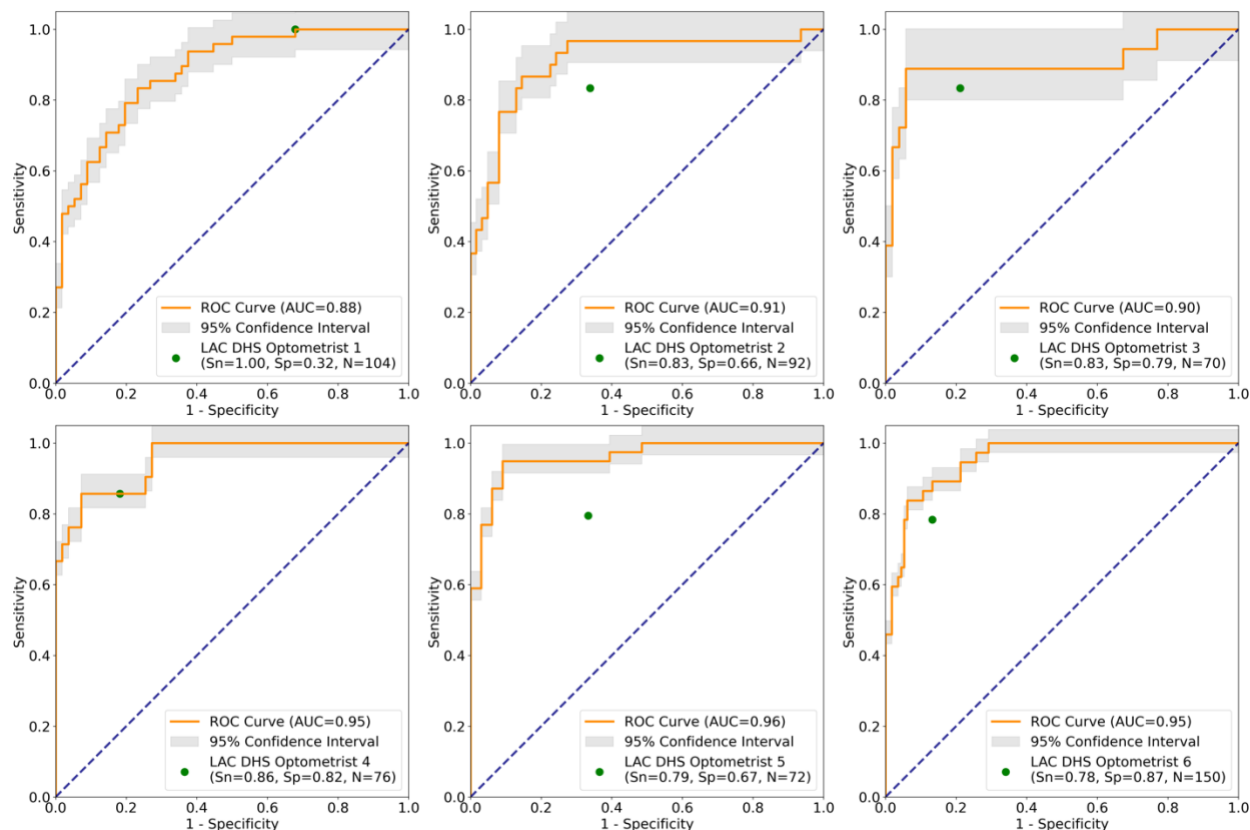 1.0
0.8
0.6
0.4
0.2
0.0
Sensitivity
ROC Curve (AUC=0.88)
95% Confidence Interval
LAC DHS Optometrist 1
(Sn=1.00, Sp=0.32, N=104)
0.0 0.2 0.4 0.6 0.8 1.0
1 - Specificity
1.0
0.8
0.6
0.4
0.2
0.0
Sensitivity
ROC Curve (AUC=0.91)
95% Confidence Interval
LAC DHS Optometrist 2
(Sn=0.83, Sp=0.66, N=92)
0.0 0.2 0.4 0.6 0.8 1.0
1 - Specificity
1.0
0.8
0.6
0.4
0.2
0.0
Sensitivity
ROC Curve (AUC=0.90)
95% Confidence Interval
LAC DHS Optometrist 3
(Sn=0.83, Sp=0.79, N=70)
0.0 0.2 0.4 0.6 0.8 1.0
1 - Specificity
1.0
0.8
0.6
0.4
0.2
0.0
Sensitivity
ROC Curve (AUC=0.95)
95% Confidence Interval
LAC DHS Optometrist 4
(Sn=0.86, Sp=0.82, N=76)
0.0 0.2 0.4 0.6 0.8 1.0
1 - Specificity
1.0
0.8
0.6
0.4
0.2
0.0
Sensitivity
ROC Curve (AUC=0.96)
95% Confidence Interval
LAC DHS Optometrist 5
(Sn=0.79, Sp=0.67, N=72)
0.0 0.2 0.4 0.6 0.8 1.0
1 - Specificity
1.0
0.8
0.6
0.4
0.2
0.0
Sensitivity
ROC Curve (AUC=0.95)
95% Confidence Interval
LAC DHS Optometrist 6
(Sn=0.78, Sp=0.87, N=150)
0.0 0.2 0.4 0.6 0.8 1.0
1 - Specificity